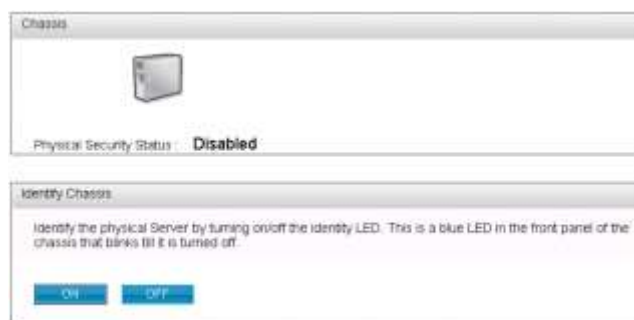 Chassis
Physical Security Status : Disabled
Identify Chassis
Identify the physical Server by turning on/off the identity LED. This is a blue LED in the front panel of the
chassis that blinks till it is turned off.
ON OFF